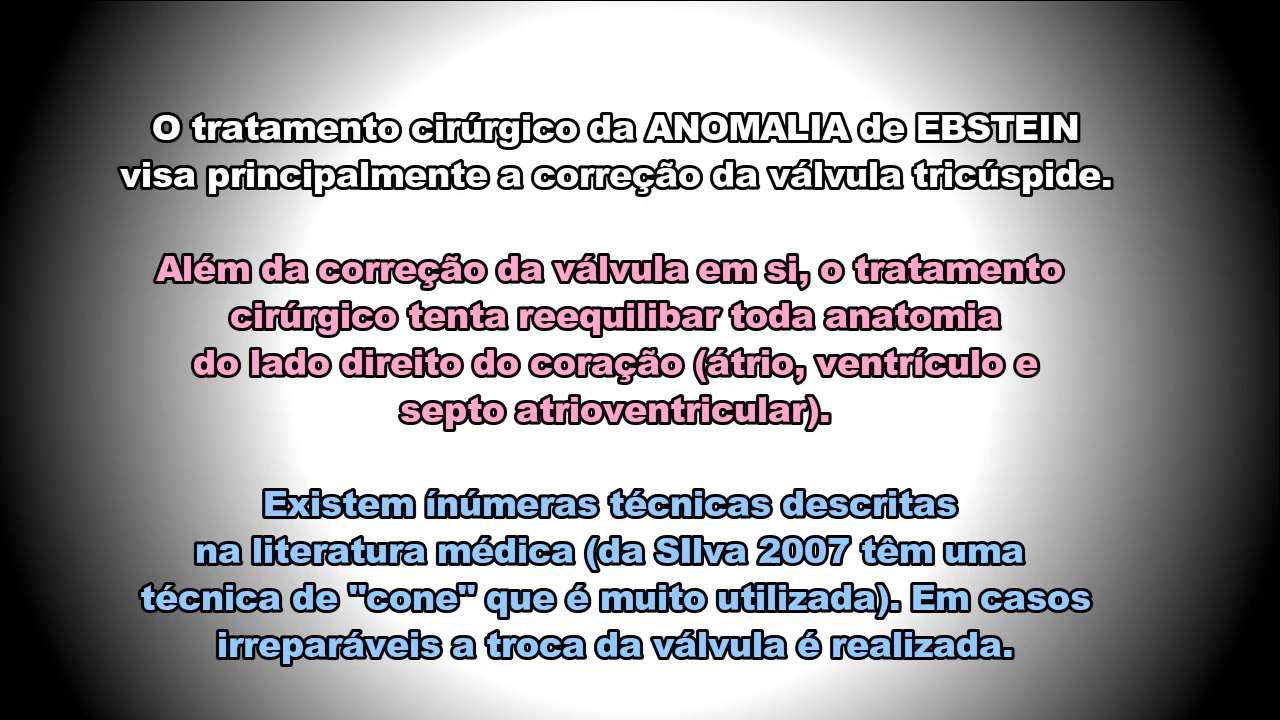 O tratamento cirúrgico da ANOMALIA de EBSTEIN
visa principalmente a correção da válvula tricúspide.
Além da correção da válvula em si, o tratamento
cirúrgico tenta reequilibar toda anatomia
do lado direito do coração (átrio, ventrículo e
septo atrioventricular).
Existem ínúmeras técnicas descritas
na literatura médica (da SIlva 2007 têm uma
técnica de "cone" que é muito utilizada). Em casos
irreparáveis a troca da válvula é realizada.